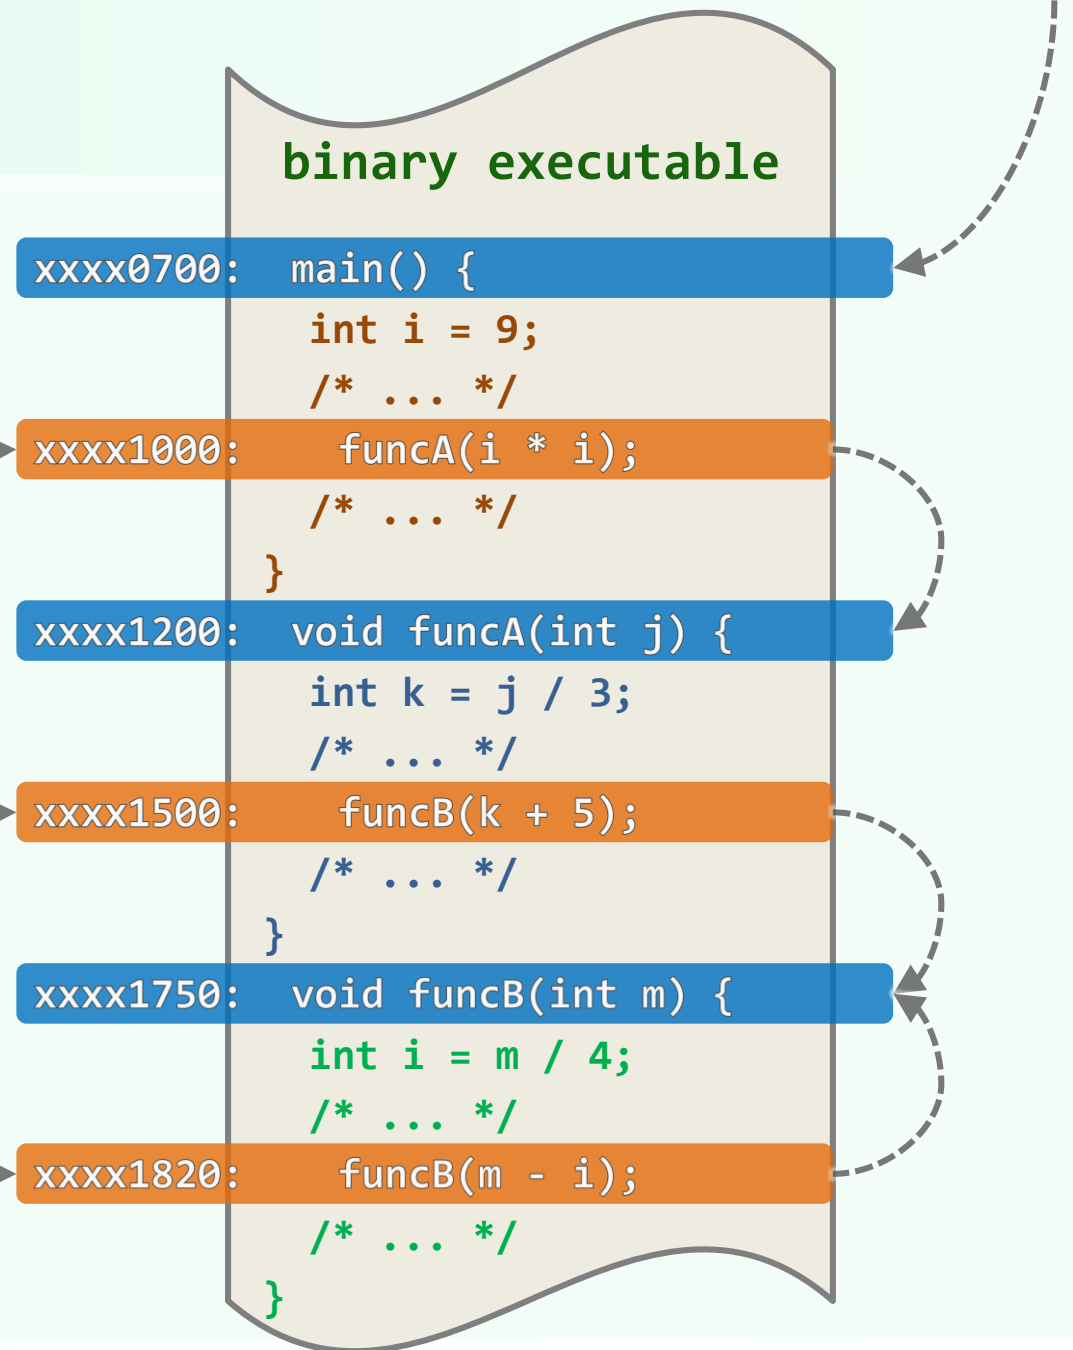 binary executable
xxxx0700: main() {
int i = 9;
/* ... */
xxxx1000: funcA(i * i);
/* ... */
}
xxxx1200: void funcA(int j) {
int k = j / 3;
/* ... */
xxxx1500: funcB(k + 5);
/* ... */
}
xxxx1750: void funcB(int m) {
int i = m / 4;
/* ... */
xxxx1820: funcB(m - i);
/* ... */
}